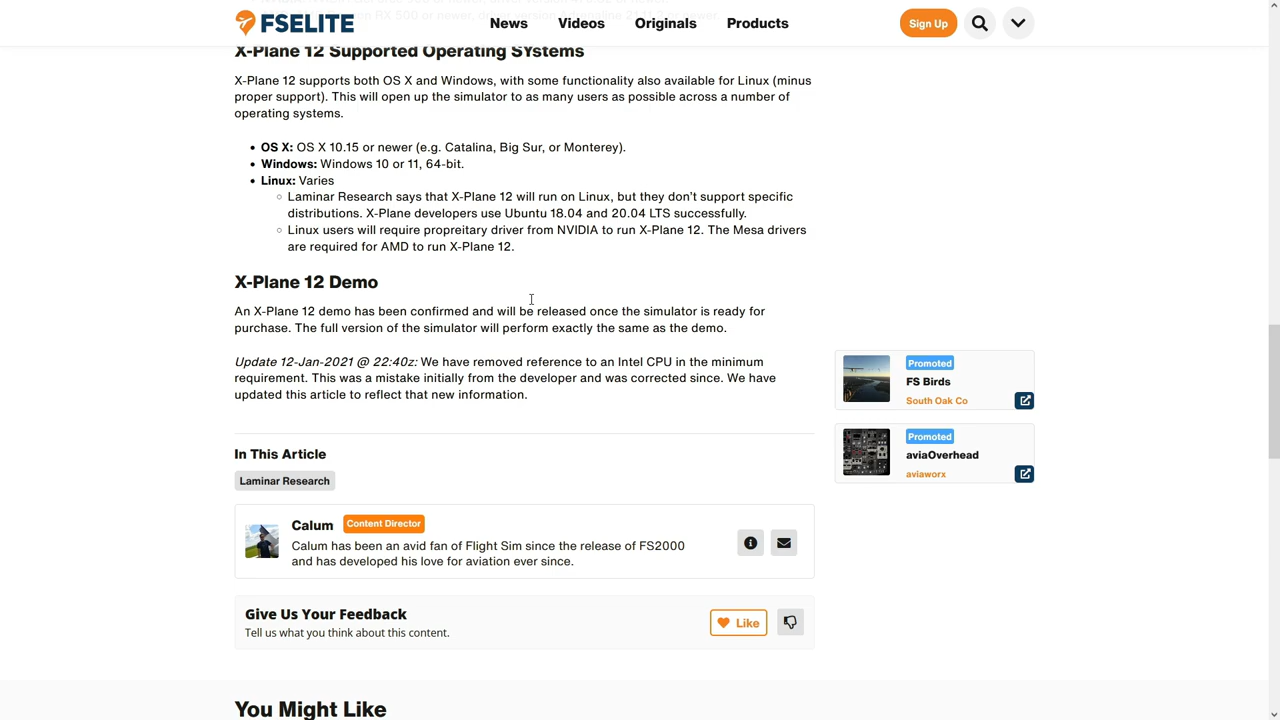 FSELITE
News
Videos
Originals
Products
Sign Up
X-Plane 12 Supported Operating Systems
X-Plane 12 supports both OS X and Windows, with some functionality also available for Linux (minus
proper support). This will open up the simulator to as many users as possible across a number of
operating systems.
OS X: OS X 10.15 or newer (e.g. Catalina, Big Sur, or Monterey).
Windows: Windows 10 or 11, 64-bit.
Linux: Varies
Laminar Research says that X-Plane 12 will run on Linux, but they don't support specific
distributions. X-Plane developers use Ubuntu 18.04 and 20.04 LTS successfully.
Linux users will require propreitary driver from NVIDIA to run X-Plane 12. The Mesa drivers
are required for AMD to run X-Plane 12.
X-Plane 12 Demo
An X-Plane 12 demo has been confirmed and will be released once the simulator is ready for
purchase. The full version of the simulator will perform exactly the same as the demo.
Update 12-Jan-2021 @ 22:40z: We have removed reference to an Intel CPU in the minimum
requirement. This was a mistake initially from the developer and was corrected since. We have
updated this article to reflect that new information.
Promoted
FS Birds
South Oak Co
Promoted
aviaOverhead
aviaworx
In This Article
Laminar Research
Calum Content Director
Calum has been an avid fan of Flight Sim since the release of FS2000
and has developed his love for aviation ever since.
Give Us Your Feedback
Tell us what you think about this content.
Like
You Might Like